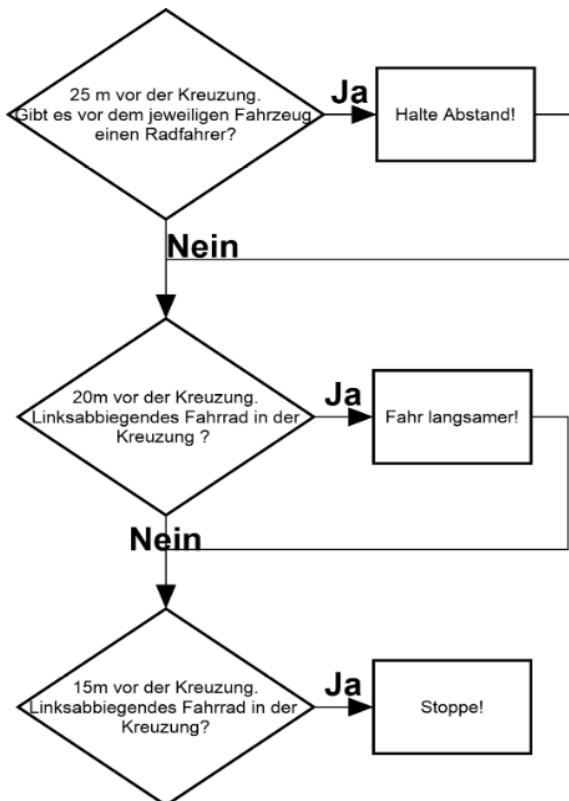 25 m vor der Kreuzung.
Gibt es vor dem jeweiligen Fahrzeug
einen Radfahrer?
Ja
Halte Abstand!
Nein
20m vor der Kreuzung.
Linksabbiegendes Fahrrad in der
Kreuzung ?
Ja
Fahr langsamer!
Nein
15m vor der Kreuzung.
Linksabbiegendes Fahrrad in der
Kreuzung?
Ja
Stoppe!